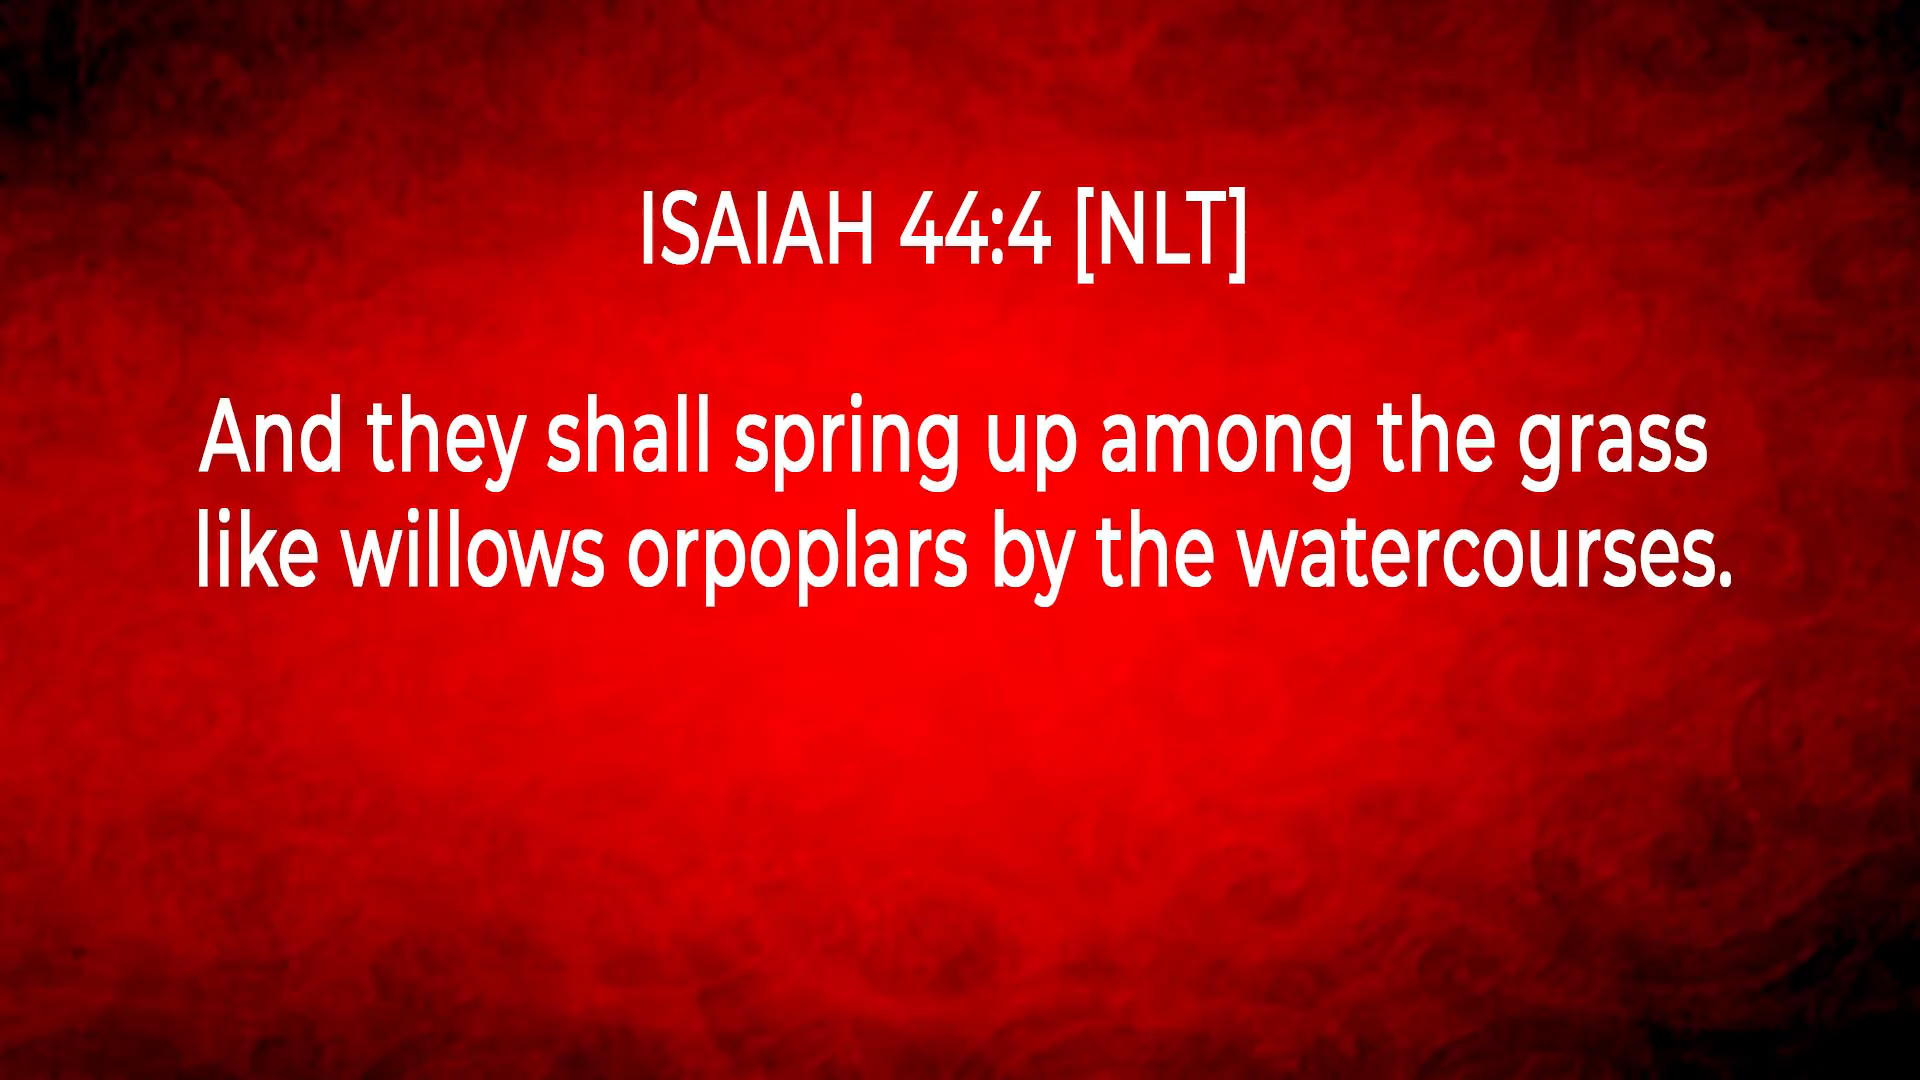 ISAIAH 44:4 [NLT]
And they shall spring up among the grass
like willows orpoplars by the watercourses.